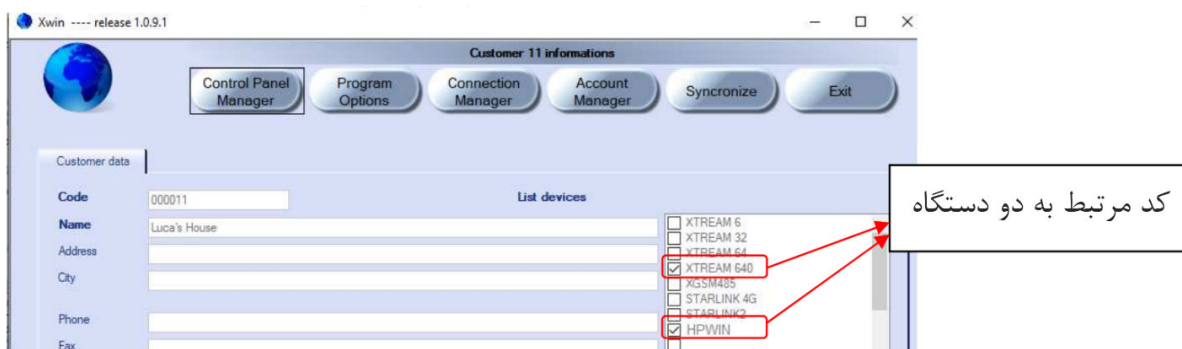 Xwin ---- release 1.0.9.1
Customer 11 informations
Control Panel Manager
Program Options
Connection Manager
Account Manager
Syncronize
Exit
Customer data
Code
000011
List devices
Name
Luca's House
Address
City
Phone
Fax
XTREAM 6
XTREAM 32
XTREAM 64
XTREAM 640
XGSM485
STARLINK 4G
STARLINK2
HPWIN
کد مرتبط به دو دستگاه